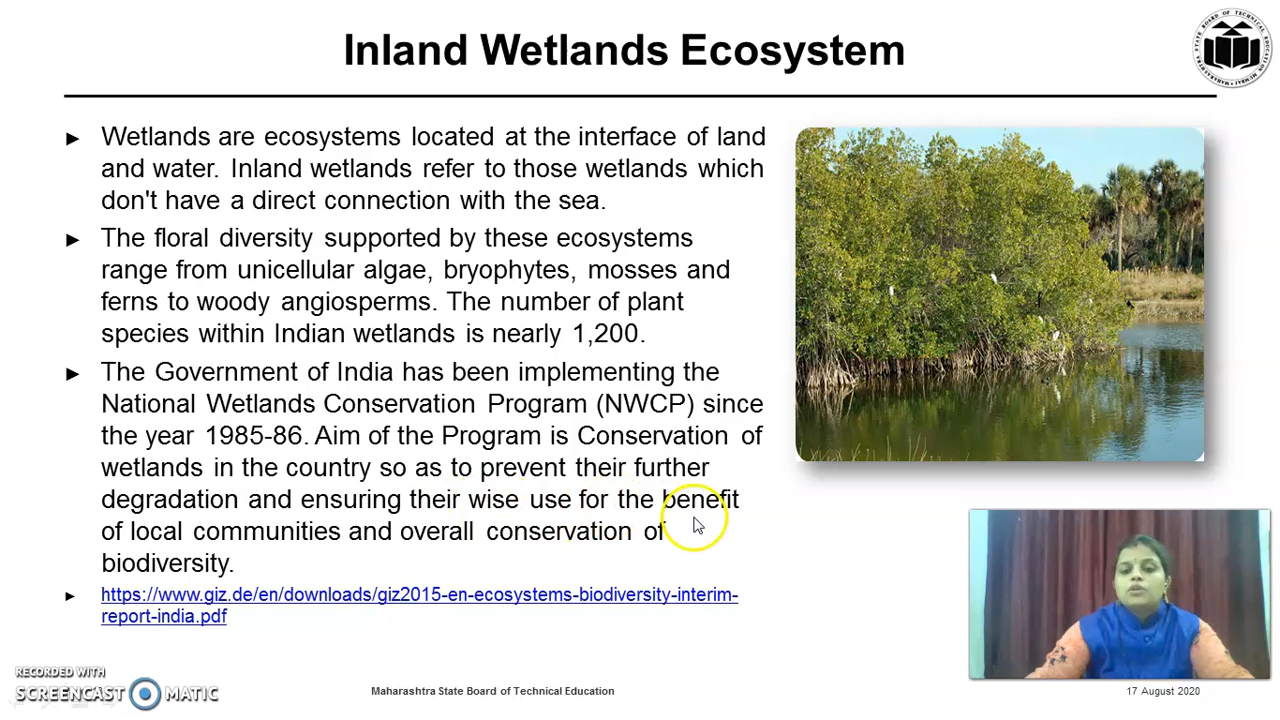 Inland Wetlands Ecosystem
STATE BOARD OF TECHNICAL EDUCATION MUMBAI MAHARASHTRA
► Wetlands are ecosystems located at the interface of land
and water. Inland wetlands refer to those wetlands which
don't have a direct connection with the sea.
► The floral diversity supported by these ecosystems
range from unicellular algae, bryophytes, mosses and
ferns to woody angiosperms. The number of plant
species within Indian wetlands is nearly 1,200.
► The Government of India has been implementing the
National Wetlands Conservation Program (NWCP) since
the year 1985-86. Aim of the Program is Conservation of
wetlands in the country so as to prevent their further
degradation and ensuring their wise use for the benefit
of local communities and overall conservation of
biodiversity.
► https://www.giz.de/en/downloads/giz2015-en-ecosystems-biodiversity-interim-
report-india.pdf
RECORDED WITH
SCREENCAST MATIC
Maharashtra State Board of Technical Education
17 August 2020